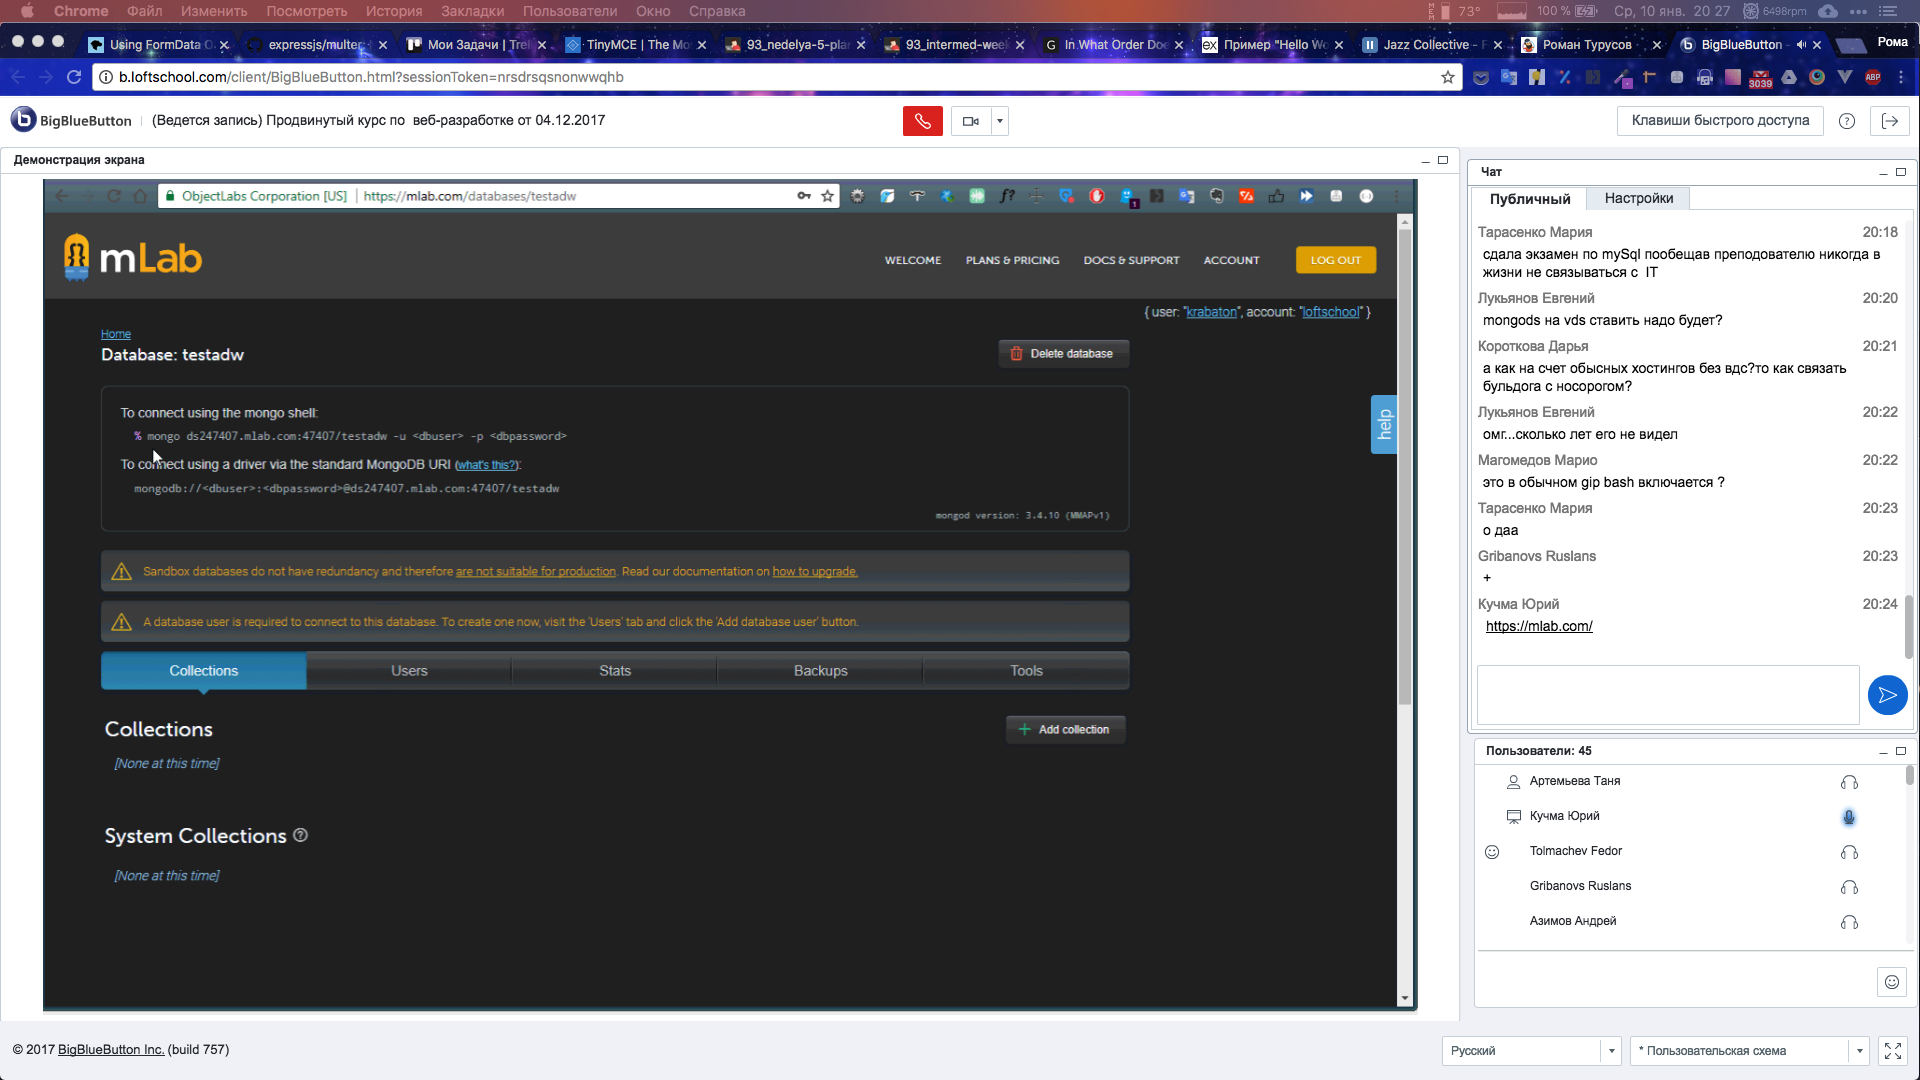 Chrome Файл Изменить Посмотреть История Закладки Пользователи Окно Справка 73° 100 % Ср, 10 янв. 20 27 6498rpm
Using FormData O
expressjs/multer:
Мои Задачи | Trel
TinyMCE | The Mo
93_nedelya-5-plan
93_intermed-week
In What Order Do
Пример "Hello Wo
Jazz Collective - F
Роман Турусов
BigBlueButton -
Рома
b.loftschool.com/client/BigBlueButton.html?sessionToken=nrsdrsqsnonwwqhb
3039
ABP
BigBlueButton
(Ведется запись) Продвинутый курс по веб-разработке от 04.12.2017
Клавиши быстрого доступа
Демонстрация экрана
ObjectLabs Corporation [US] | https://mlab.com/databases/testadw
mLab
WELCOME PLANS & PRICING DOCS & SUPPORT ACCOUNT LOG OUT
{ user: "krabaton", account: "loftschool" }
Home
Database: testadw
Delete database
To connect using the mongo shell:
% mongo ds247407.mlab.com:47407/testadw -u <dbuser> -p <dbpassword>
To connect using a driver via the standard MongoDB URI (what's this?):
mongodb://<dbuser>:<dbpassword>@ds247407.mlab.com:47407/testadw
mongod version: 3.4.10 (MMAPv1)
help
Sandbox databases do not have redundancy and therefore are not suitable for production. Read our documentation on how to upgrade.
A database user is required to connect to this database. To create one now, visit the 'Users' tab and click the 'Add database user' button.
Collections Users Stats Backups Tools
Collections
Add collection
[None at this time]
System Collections
[None at this time]
Чат
Публичный Настройки
Тарасенко Мария 20:18
сдала экзамен по mySql пообещав преподователю никогда в
жизни не связываться с IT
Лукьянов Евгений 20:20
mongods на vds ставить надо будет?
Короткова Дарья 20:21
а как на счет обысных хостингов без вдс?то как связать
бульдога с носорогом?
Лукьянов Евгений 20:22
омг...сколько лет его не видел
Магомедов Марио 20:22
это в обычном gip bash включается ?
Тарасенко Мария 20:23
о даа
Gribanovs Ruslans 20:23
+
Кучма Юрий 20:24
https://mlab.com/
Пользователи: 45
Артемьева Таня
Кучма Юрий
Tolmachev Fedor
Gribanovs Ruslans
Азимов Андрей
© 2017 BigBlueButton Inc. (build 757)
Русский
* Пользовательская схема